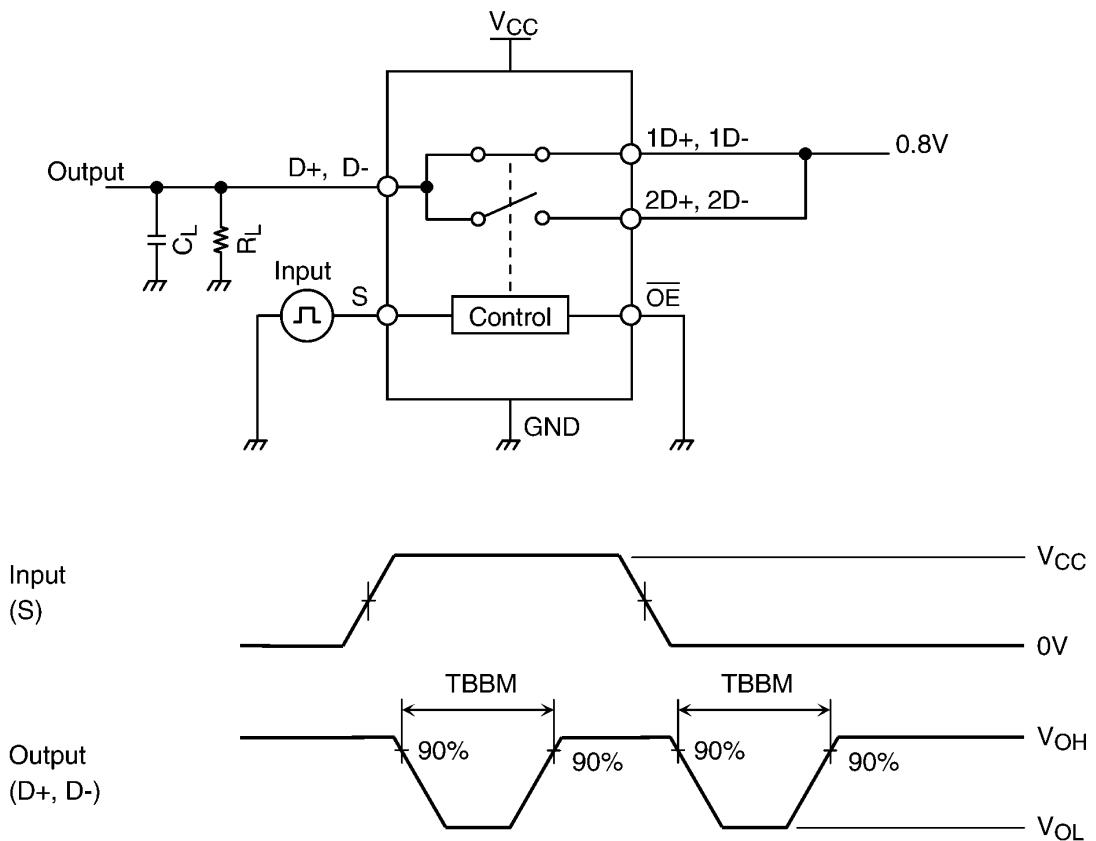 VCC
1D+, 1D-
0.8V
Output
D+, D-
2D+, 2D-
CL
RL
Input
S
Control
OE
GND
Input
(S)
VCC
0V
TBBM
TBBM
Output
(D+, D-)
90%
90%
90%
90%
VOH
VOL